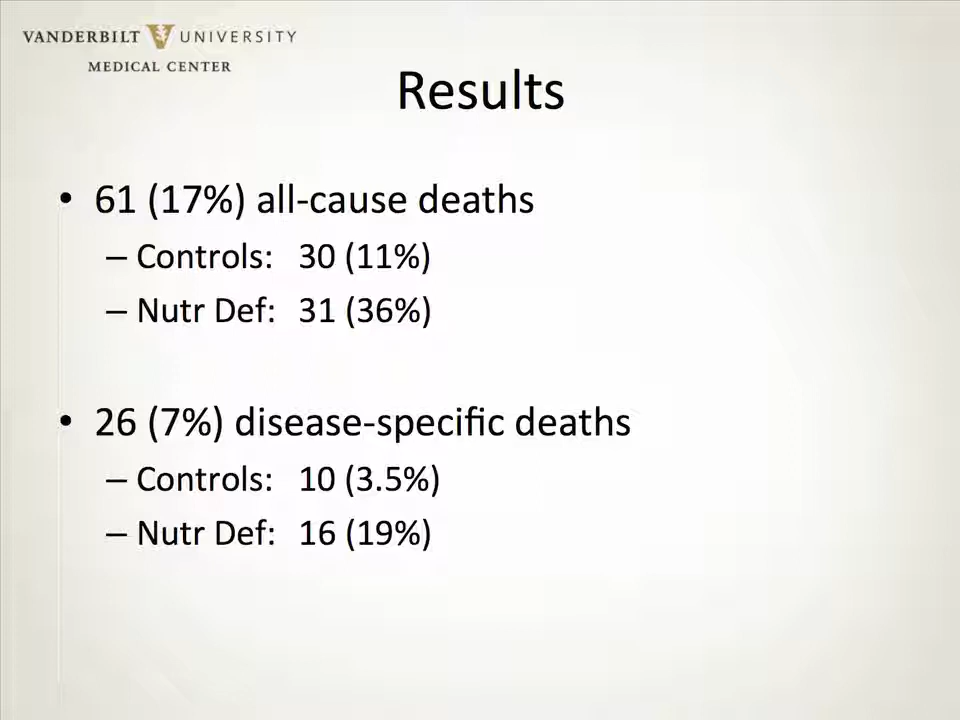 VANDERBILT V UNIVERSITY
MEDICAL CENTER
Results
• 61 (17%) all-cause deaths
– Controls: 30 (11%)
– Nutr Def: 31 (36%)
• 26 (7%) disease-specific deaths
– Controls: 10 (3.5%)
– Nutr Def: 16 (19%)